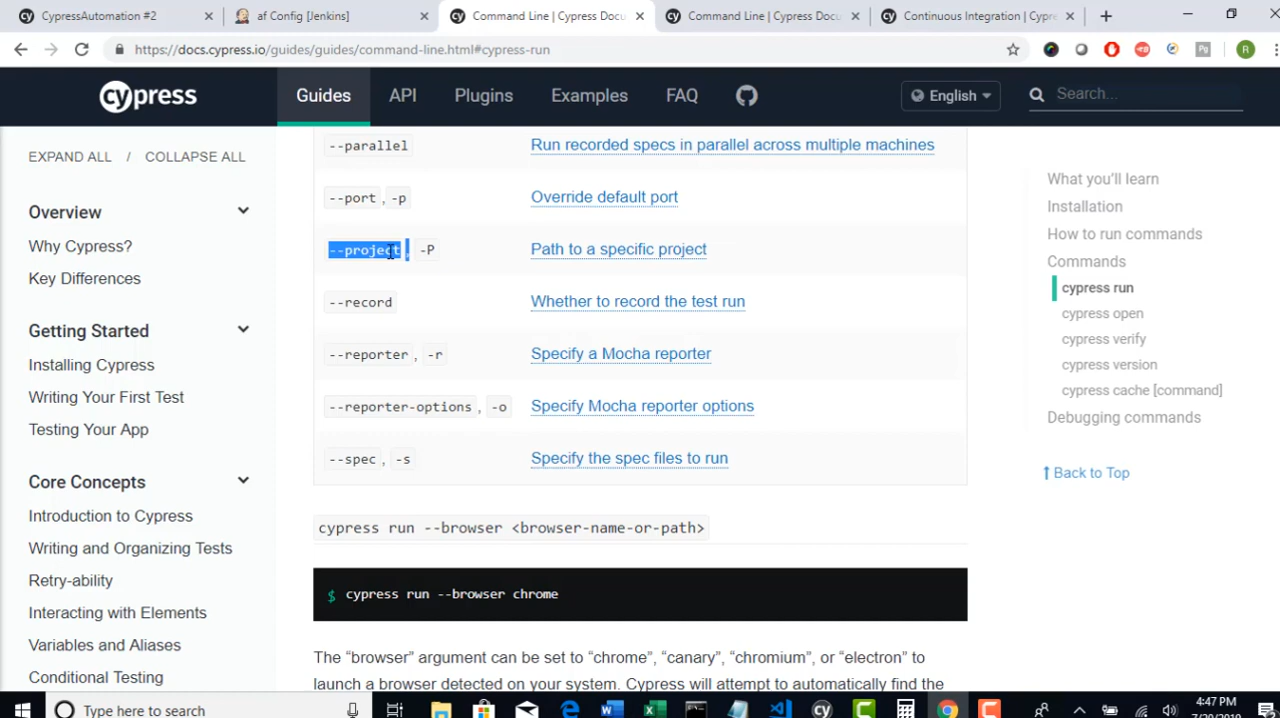 CypressAutomation #2
af Config [Jenkins]
Command Line | Cypress Docu
Command Line | Cypress Docu
Continuous Integration | Cypre
https://docs.cypress.io/guides/guides/command-line.html#cypress-run
R
cypress
Guides
API
Plugins
Examples
FAQ
English
Search...
EXPAND ALL / COLLAPSE ALL
Overview
Why Cypress?
Key Differences
Getting Started
Installing Cypress
Writing Your First Test
Testing Your App
Core Concepts
Introduction to Cypress
Writing and Organizing Tests
Retry-ability
Interacting with Elements
Variables and Aliases
Conditional Testing
--parallel Run recorded specs in parallel across multiple machines
--port , -p Override default port
--project , -P Path to a specific project
--record Whether to record the test run
--reporter , -r Specify a Mocha reporter
--reporter-options , -o Specify Mocha reporter options
--spec , -s Specify the spec files to run
cypress run --browser <browser-name-or-path>
$ cypress run --browser chrome
The “browser” argument can be set to “chrome”, “canary”, “chromium”, or “electron” to
launch a browser detected on your system. Cypress will attempt to automatically find the
What you'll learn
Installation
How to run commands
Commands
cypress run
cypress open
cypress verify
cypress version
cypress cache [command]
Debugging commands
Back to Top
Type here to search
4:47 PM